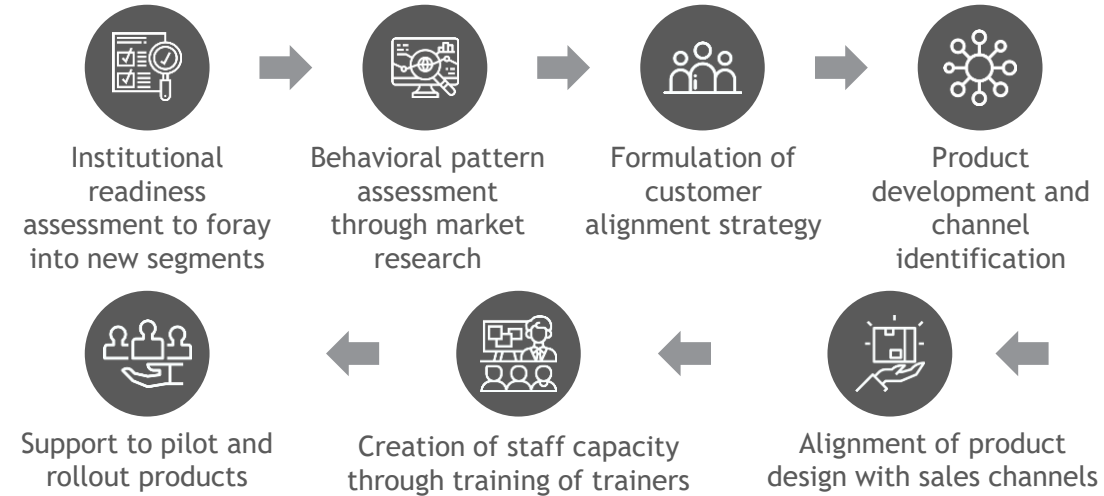 Institutional
readiness
assessment to foray
into new segments
Behavioral pattern
assessment
through market
research
Formulation of
customer
alignment strategy
Product
development and
channel
identification
Alignment of product
design with sales channels
Creation of staff capacity
through training of trainers
Support to pilot and
rollout products